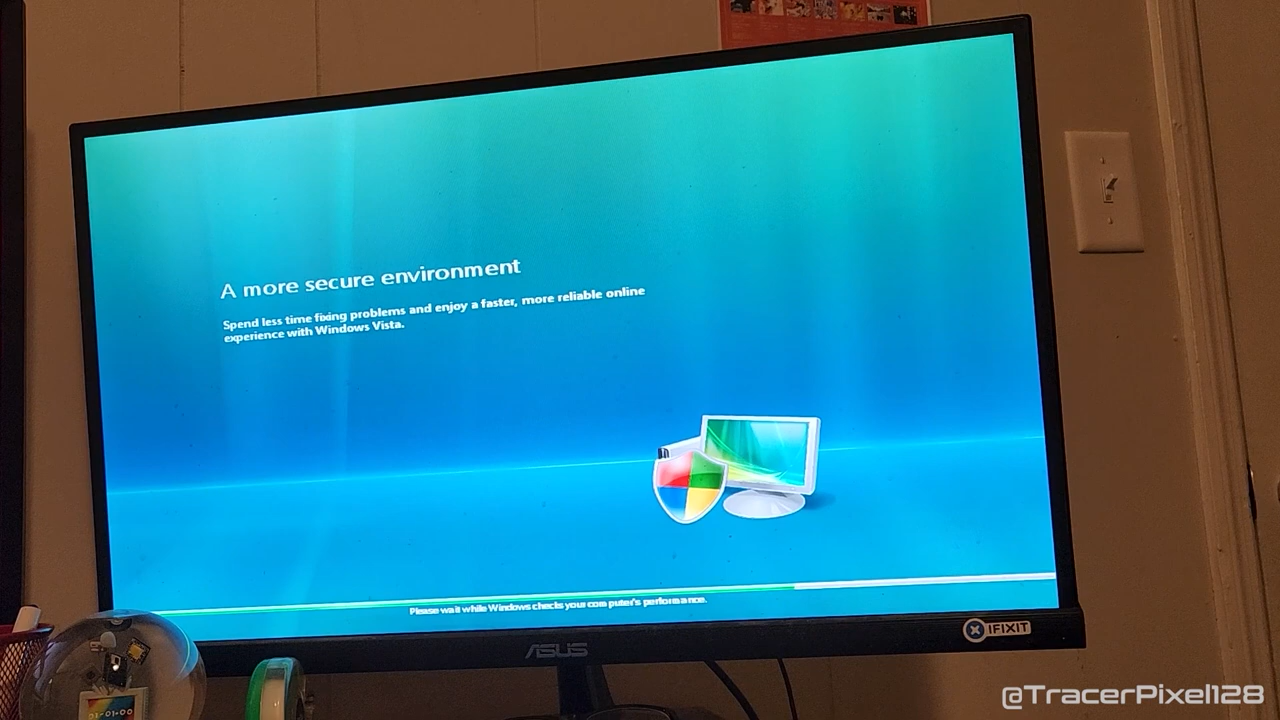 A more secure environment
Spend less time fixing problems and enjoy a faster, more reliable online
experience with Windows Vista.
Please wait while Windows checks your computer's performance.
ASUS
IFIXIT
@TracerPixel128